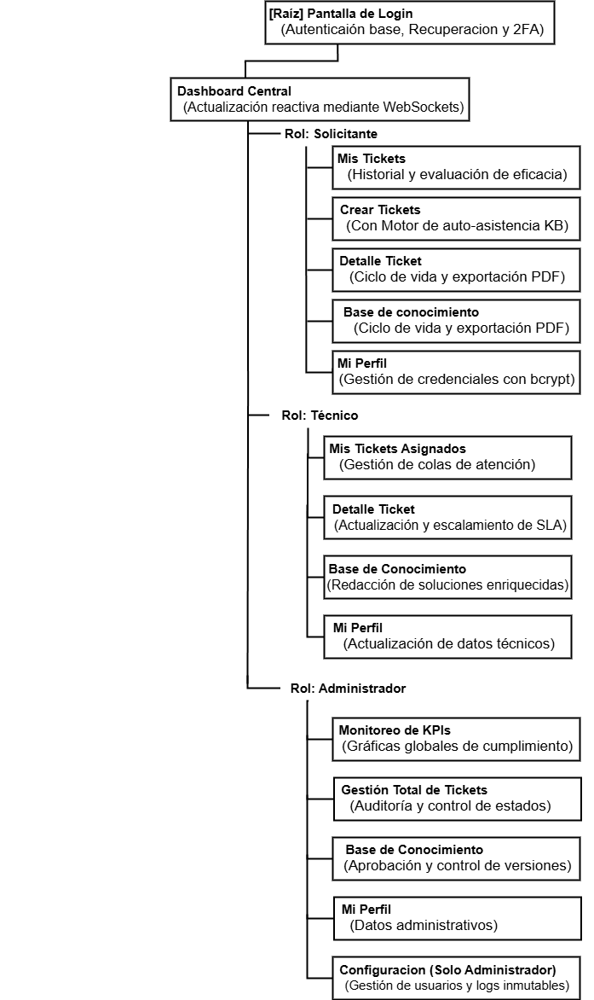 [Raíz] Pantalla de Login
(Autenticaión base, Recuperacion y 2FA)
Dashboard Central
(Actualización reactiva mediante WebSockets)
Rol: Solicitante
Mis Tickets
(Historial y evaluación de eficacia)
Crear Tickets
(Con Motor de auto-asistencia KB)
Detalle Ticket
(Ciclo de vida y exportación PDF)
Base de conocimiento
(Ciclo de vida y exportación PDF)
Mi Perfil
(Gestión de credenciales con bcrypt)
Rol: Técnico
Mis Tickets Asignados
(Gestión de colas de atención)
Detalle Ticket
(Actualización y escalamiento de SLA)
Base de Conocimiento
(Redacción de soluciones enriquecidas)
Mi Perfil
(Actualización de datos técnicos)
Rol: Administrador
Monitoreo de KPIs
(Gráficas globales de cumplimiento)
Gestión Total de Tickets
(Auditoría y control de estados)
Base de Conocimiento
(Aprobación y control de versiones)
Mi Perfil
(Datos administrativos)
Configuracion (Solo Administrador)
(Gestión de usuarios y logs inmutables)